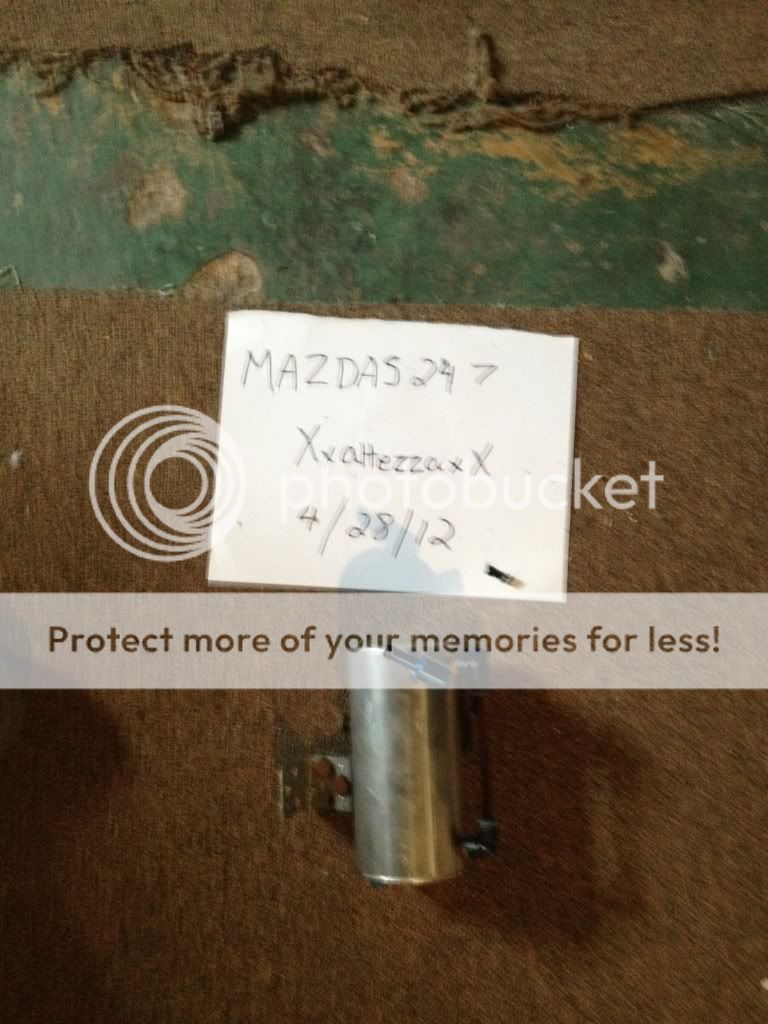 MAZDAS247
XxaltezzaxX
photobucket
4/28/12
Protect more of your memories for less!